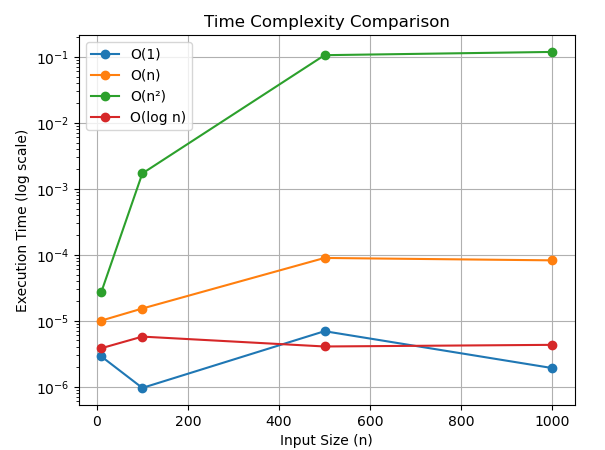 Time Complexity Comparison
O(1)
O(n)
O(n²)
O(log n)
Execution Time (log scale)
10⁻¹
10⁻²
10⁻³
10⁻⁴
10⁻⁵
10⁻⁶
0 200 400 600 800 1000
Input Size (n)